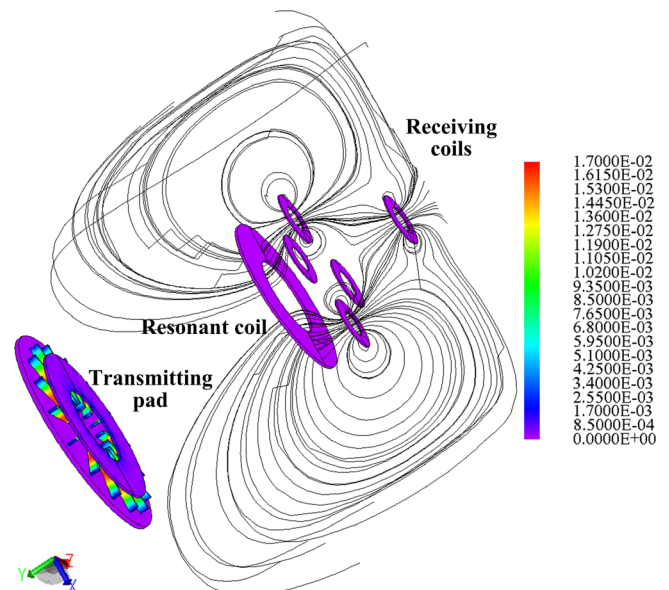 Receiving
coils
Resonant coil
Transmitting
pad
1.7000E-02
1.6150E-02
1.5300E-02
1.4450E-02
1.3600E-02
1.2750E-02
1.1900E-02
1.1050E-02
1.0200E-02
9.3500E-03
8.5000E-03
7.6500E-03
6.8000E-03
5.9500E-03
5.1000E-03
4.2500E-03
3.4000E-03
2.5500E-03
1.7000E-03
8.5000E-04
0.0000E+00
Y Z
X